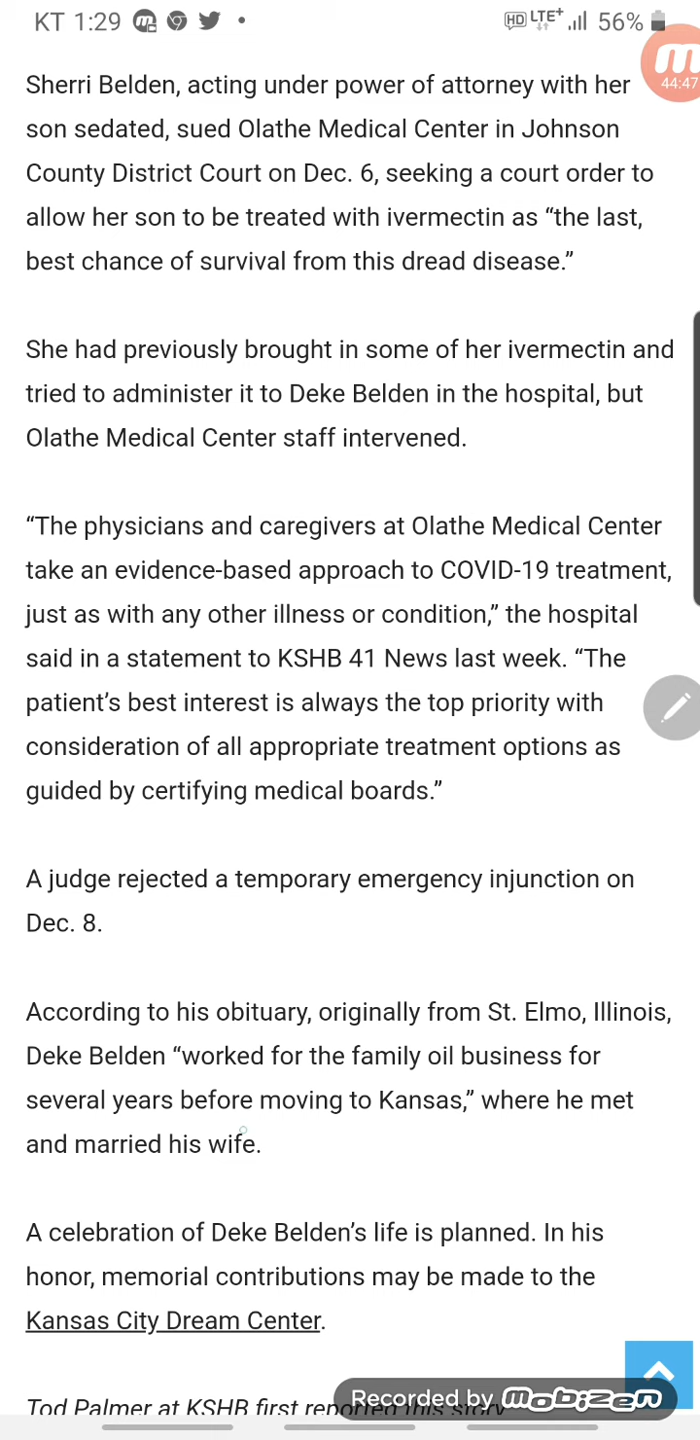 KT 1:29
HD LTE+ 56%
44:47
Sherri Belden, acting under power of attorney with her
son sedated, sued Olathe Medical Center in Johnson
County District Court on Dec. 6, seeking a court order to
allow her son to be treated with ivermectin as “the last,
best chance of survival from this dread disease.”
She had previously brought in some of her ivermectin and
tried to administer it to Deke Belden in the hospital, but
Olathe Medical Center staff intervened.
“The physicians and caregivers at Olathe Medical Center
take an evidence-based approach to COVID-19 treatment,
just as with any other illness or condition,” the hospital
said in a statement to KSHB 41 News last week. “The
patient’s best interest is always the top priority with
consideration of all appropriate treatment options as
guided by certifying medical boards.”
A judge rejected a temporary emergency injunction on
Dec. 8.
According to his obituary, originally from St. Elmo, Illinois,
Deke Belden “worked for the family oil business for
several years before moving to Kansas,” where he met
and married his wife.
A celebration of Deke Belden’s life is planned. In his
honor, memorial contributions may be made to the
Kansas City Dream Center.
Tod Palmer at KSHB first reported this story
Recorded by mobizen